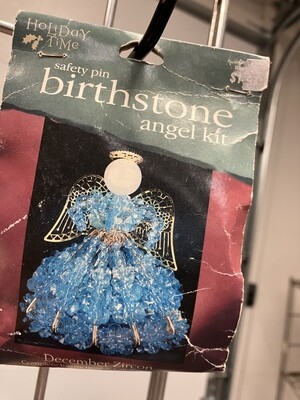 HOLIDAY
TIME
safety pin
birthstone
angel kit
December Zircon